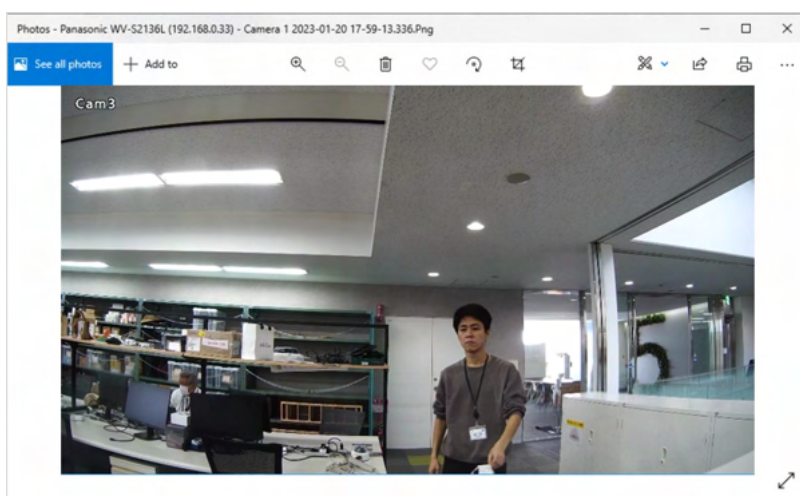 Photos - Panasonic WV-S2136L (192.168.0.33) - Camera 1 2023-01-20 17-59-13.336.Png
See all photos
Add to
Cam3
5